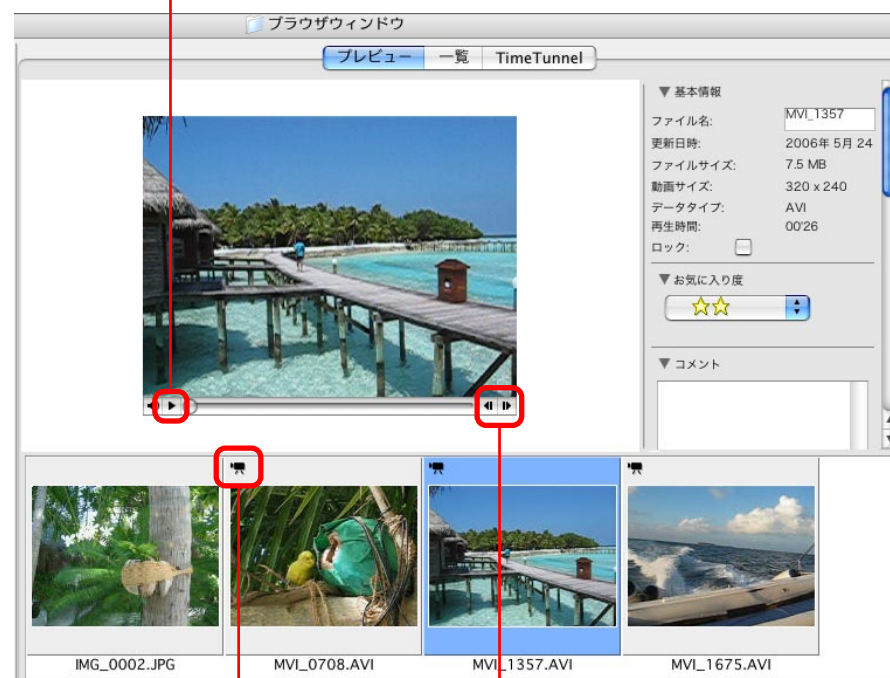 ブラウザウィンドウ
プレビュー 一覧 TimeTunnel
▼ 基本情報
ファイル名: MVI_1357
更新日時: 2006年 5月 24
ファイルサイズ: 7.5 MB
動画サイズ: 320 x 240
データタイプ: AVI
再生時間: 00'26
ロック:
▼ お気に入り度
▼ コメント
IMG_0002.JPG MVI_0708.AVI MVI_1357.AVI MVI_1675.AVI